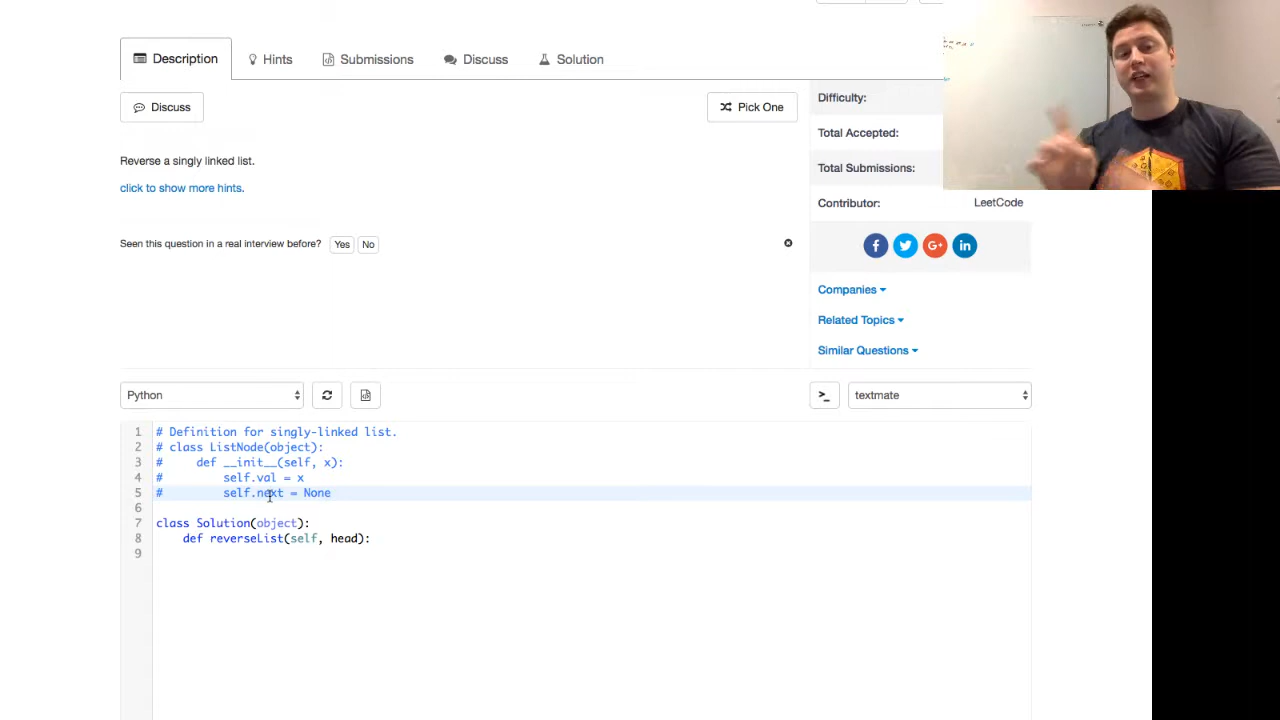 Description
Hints
Submissions
Discuss
Solution
Discuss
Pick One
Reverse a singly linked list.
click to show more hints.
Seen this question in a real interview before?
Yes
No
Difficulty:
Total Accepted:
Total Submissions:
Contributor:
LeetCode
Companies
Related Topics
Similar Questions
Python
>_
textmate
1 # Definition for singly-linked list.
2 # class ListNode(object):
3 #     def __init__(self, x):
4 #         self.val = x
5 #         self.next = None
6
7 class Solution(object):
8     def reverseList(self, head):
9